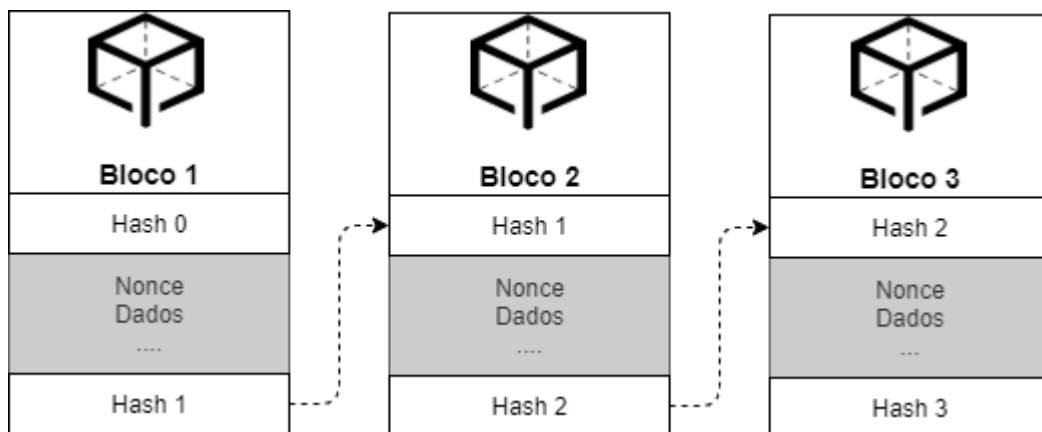 Bloco 1
Hash 0
Nonce
Dados
....
Hash 1
Bloco 2
Hash 1
Nonce
Dados
....
Hash 2
Bloco 3
Hash 2
Nonce
Dados
...
Hash 3